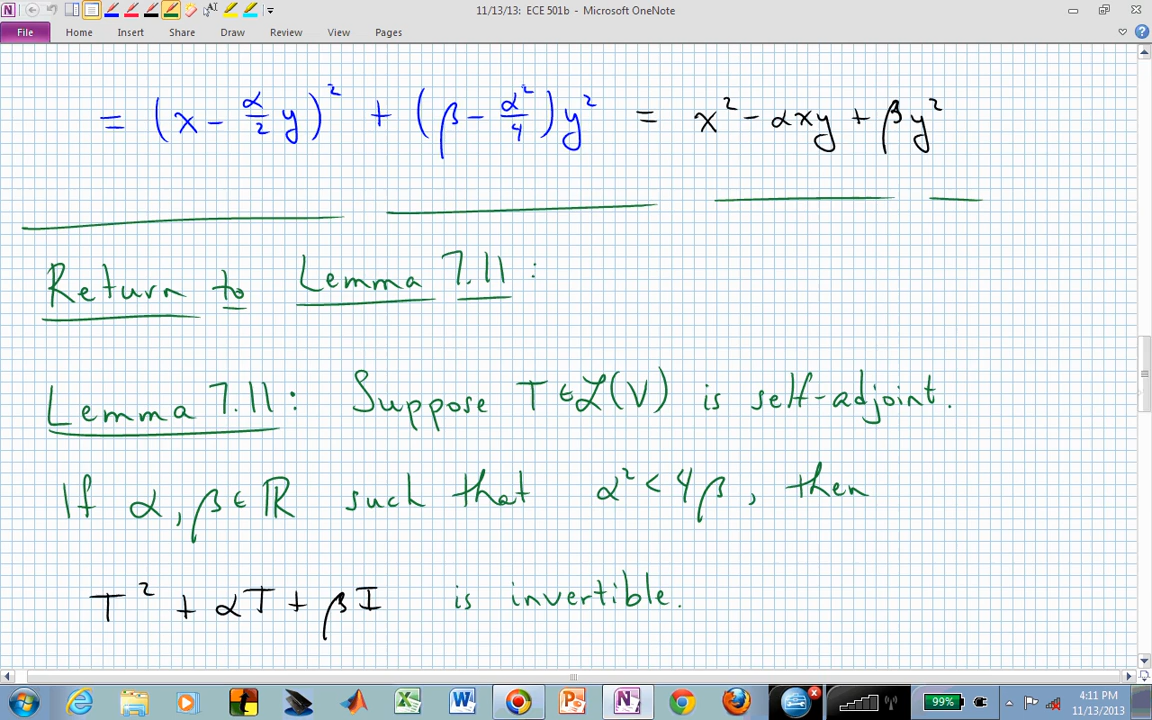 11/13/13: ECE 501b - Microsoft OneNote
File Home Insert Share Draw Review View Pages
= (x - α/2 y)² + (β - α²/4) y² = x² - αxy + βy²
Return to Lemma 7.11 :
Lemma 7.11 : Suppose T ∈ ℒ(V) is self-adjoint.
If α, β ∈ ℝ such that α² < 4β, then
T² + αT + βI is invertible.
99%
4:11 PM
11/13/2013